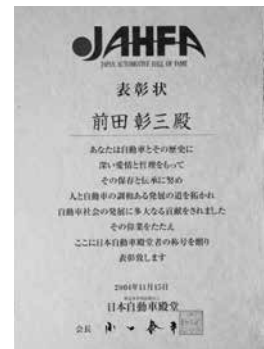 JAHFA
JAPAN AUTOMOTIVE HALL OF FAME
表彰状
前田彰三殿
あなたは自動車とその歴史に
深い愛情と哲理をもって
その保存と伝承に努め
人と自動車の調和ある発展の道を拓かれ
自動車社会の発展に多大なる貢献をされました
その偉業をたたえ
ここに日本自動車殿堂者の称号を贈り
表彰致します
2004年11月15日
日本自動車殿堂
会長